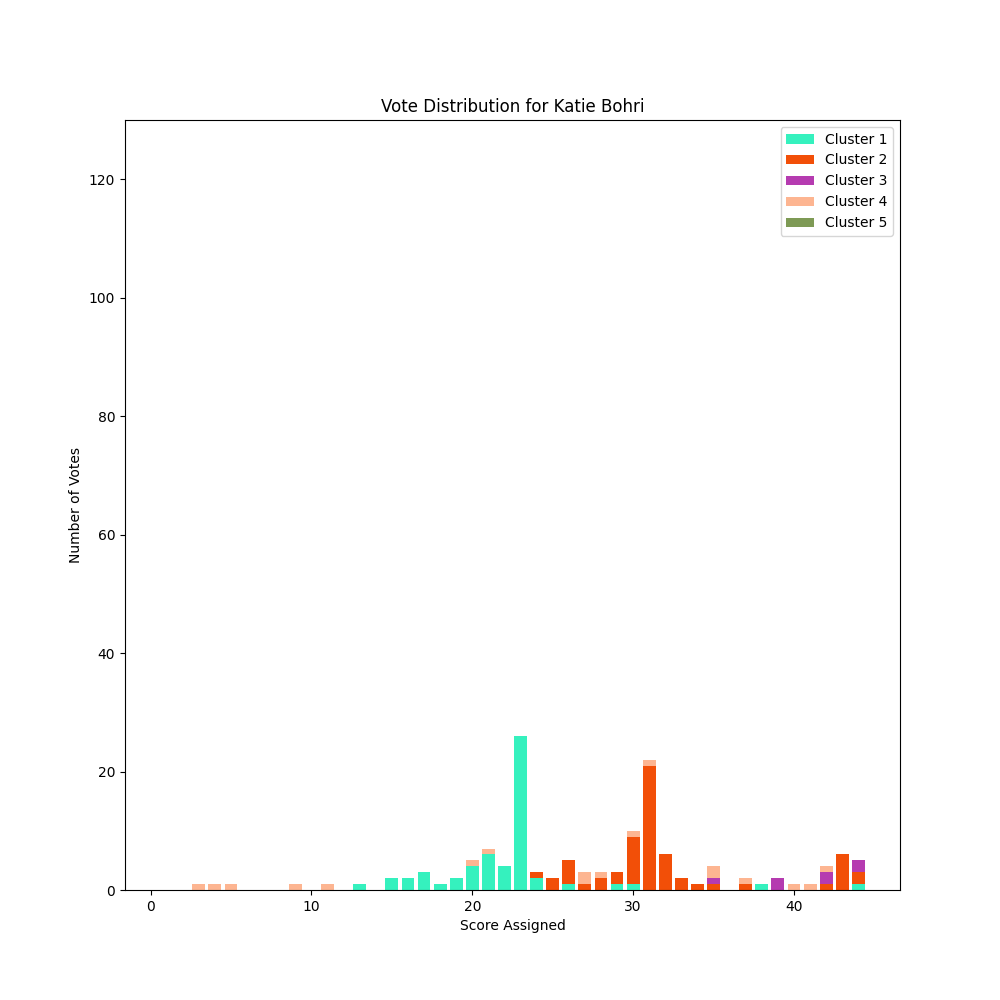 Vote Distribution for Katie Bohri
Cluster 1
Cluster 2
Cluster 3
Cluster 4
Cluster 5
120
100
80
60
40
20
0
Number of Votes
0 10 20 30 40
Score Assigned